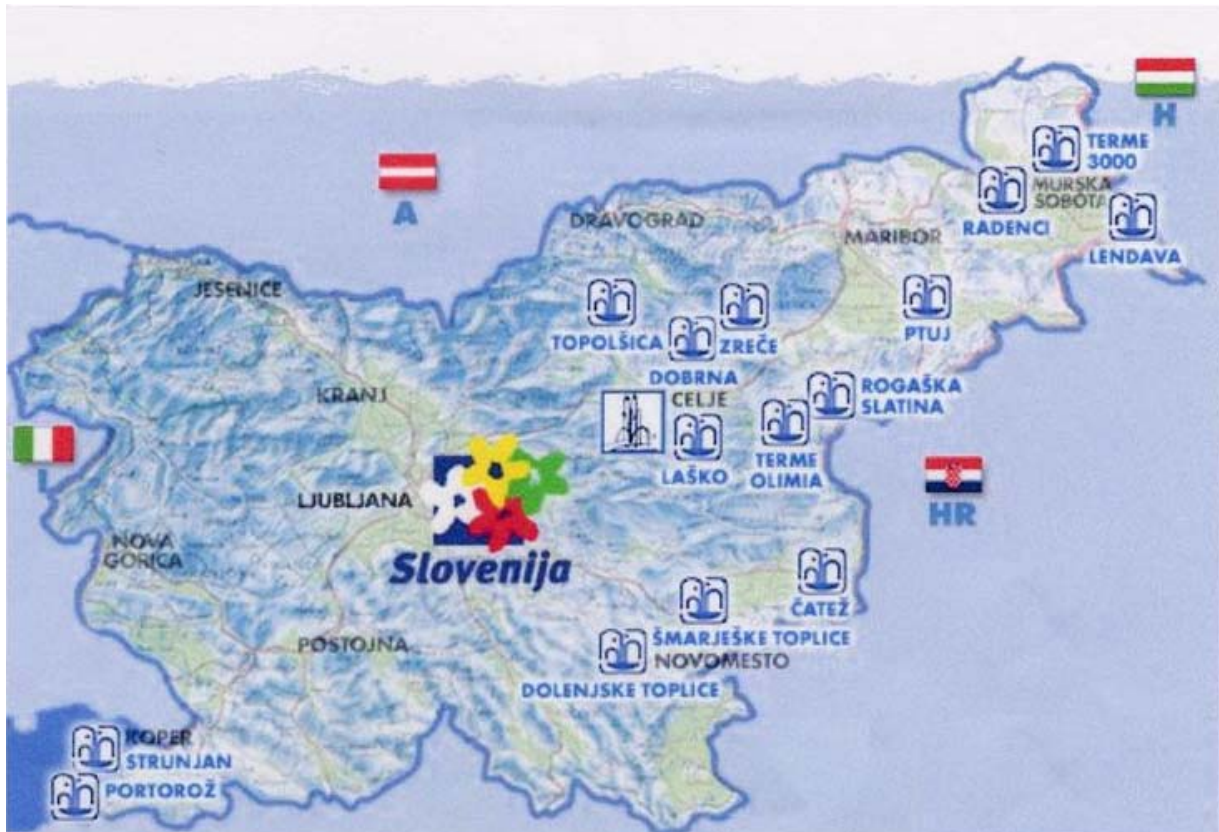 H
TERME
3000
MURSKA
SOBOTA
A
RADENCI
DRAVOGRAD
MARIBOR
LENDAVA
JESENICE
TOPOLŠICA
ZREČE
PTUJ
DOBRNA
KRANJ
CELJE
ROGAŠKA
SLATINA
I
LAŠKO
TERME
OLIMIA
LJUBLJANA
HR
NOVA
GORICA
Slovenija
ČATEŽ
ŠMARJEŠKE TOPLICE
POSTOJNA
NOVOMESTO
DOLENJSKE TOPLICE
KOPER
STRUNJAN
PORTOROŽ